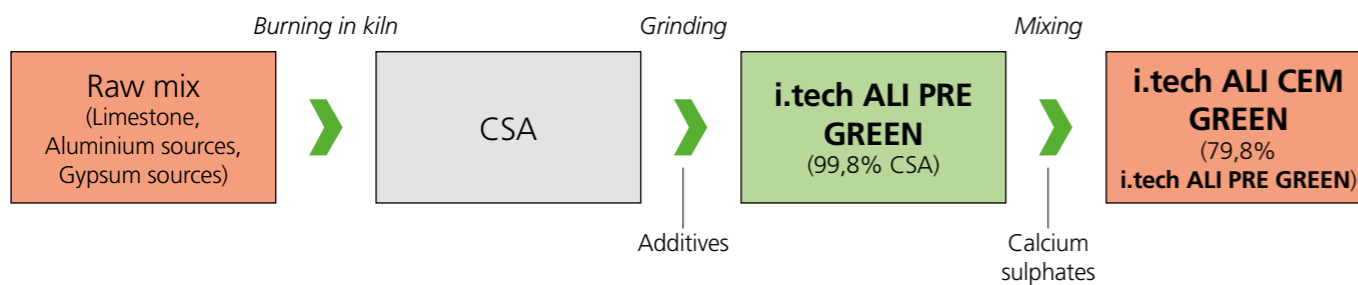 Burning in kiln
Grinding
Mixing
Raw mix
(Limestone,
Aluminium sources,
Gypsum sources)
CSA
i.tech ALI PRE
GREEN
(99,8% CSA)
i.tech ALI CEM
GREEN
(79,8%
i.tech ALI PRE GREEN)
Additives
Calcium
sulphates